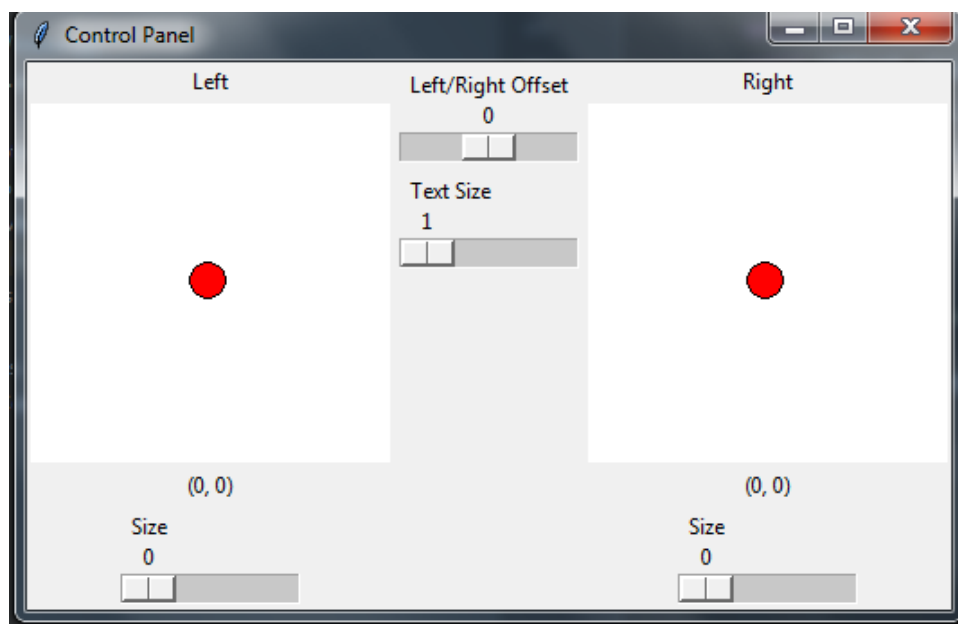 Control Panel
Left
Left/Right Offset
Right
0
Text Size
1
(0, 0)
(0, 0)
Size
Size
0
0